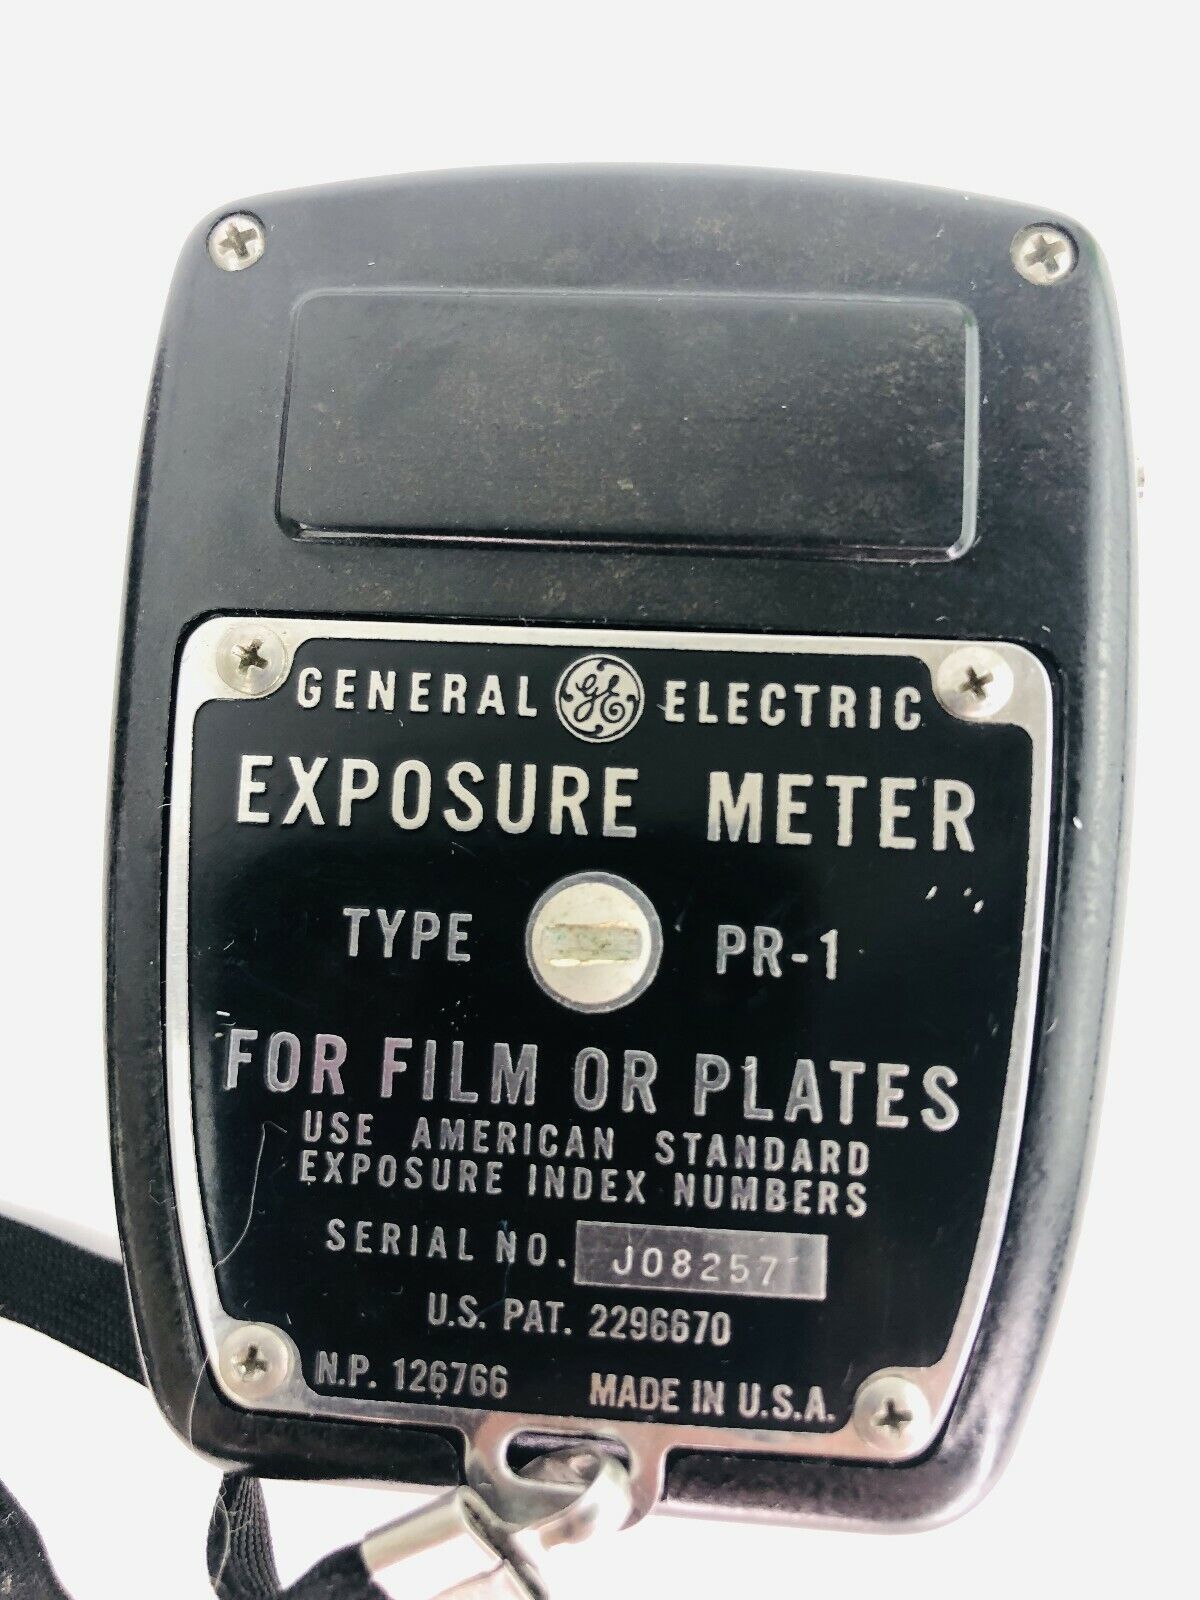 GENERAL GE ELECTRIC
EXPOSURE METER
TYPE PR-1
FOR FILM OR PLATES
USE AMERICAN STANDARD
EXPOSURE INDEX NUMBERS
SERIAL NO. J08257
U.S. PAT. 2296670
N.P. 126766 MADE IN U.S.A.